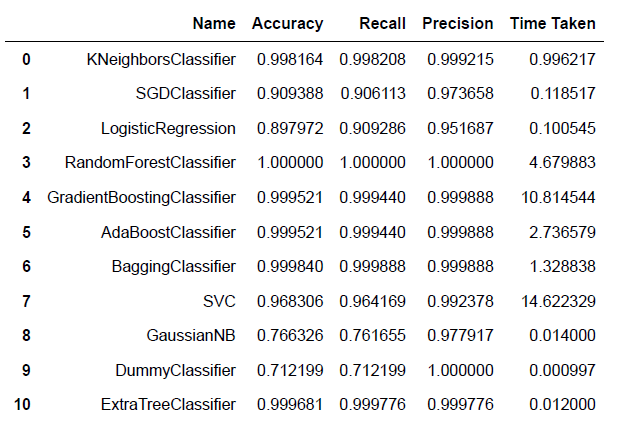 Name Accuracy Recall Precision Time Taken
0 KNeighborsClassifier 0.998164 0.998208 0.999215 0.996217
1 SGDClassifier 0.909388 0.906113 0.973658 0.118517
2 LogisticRegression 0.897972 0.909286 0.951687 0.100545
3 RandomForestClassifier 1.000000 1.000000 1.000000 4.679883
4 GradientBoostingClassifier 0.999521 0.999440 0.999888 10.814544
5 AdaBoostClassifier 0.999521 0.999440 0.999888 2.736579
6 BaggingClassifier 0.999840 0.999888 0.999888 1.328838
7 SVC 0.968306 0.964169 0.992378 14.622329
8 GaussianNB 0.766326 0.761655 0.977917 0.014000
9 DummyClassifier 0.712199 0.712199 1.000000 0.000997
10 ExtraTreeClassifier 0.999681 0.999776 0.999776 0.012000